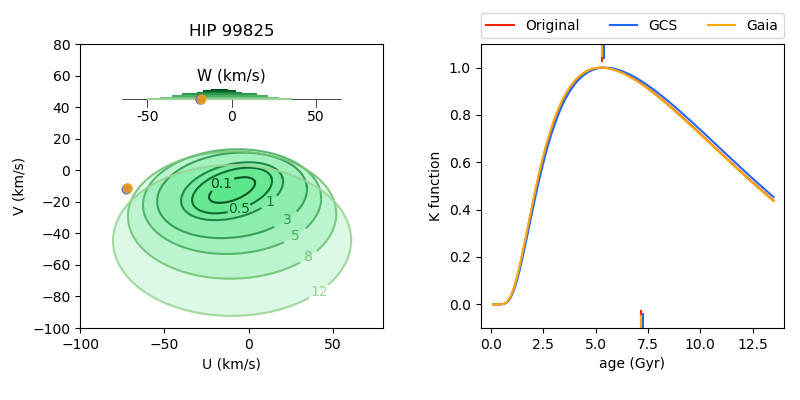 HIP 99825
80
60
40
20
0
−20
−40
−60
−80
−100
V (km/s)
W (km/s)
-50 0 50
0.1
0.5
1
3
5
8
12
−100 −50 0
U (km/s)
Original GCS Gaia
1.0
0.8
0.6
0.4
0.2
0.0
K function
0.0 2.5 5.0 7.5 10.0 12.5
age (Gyr)